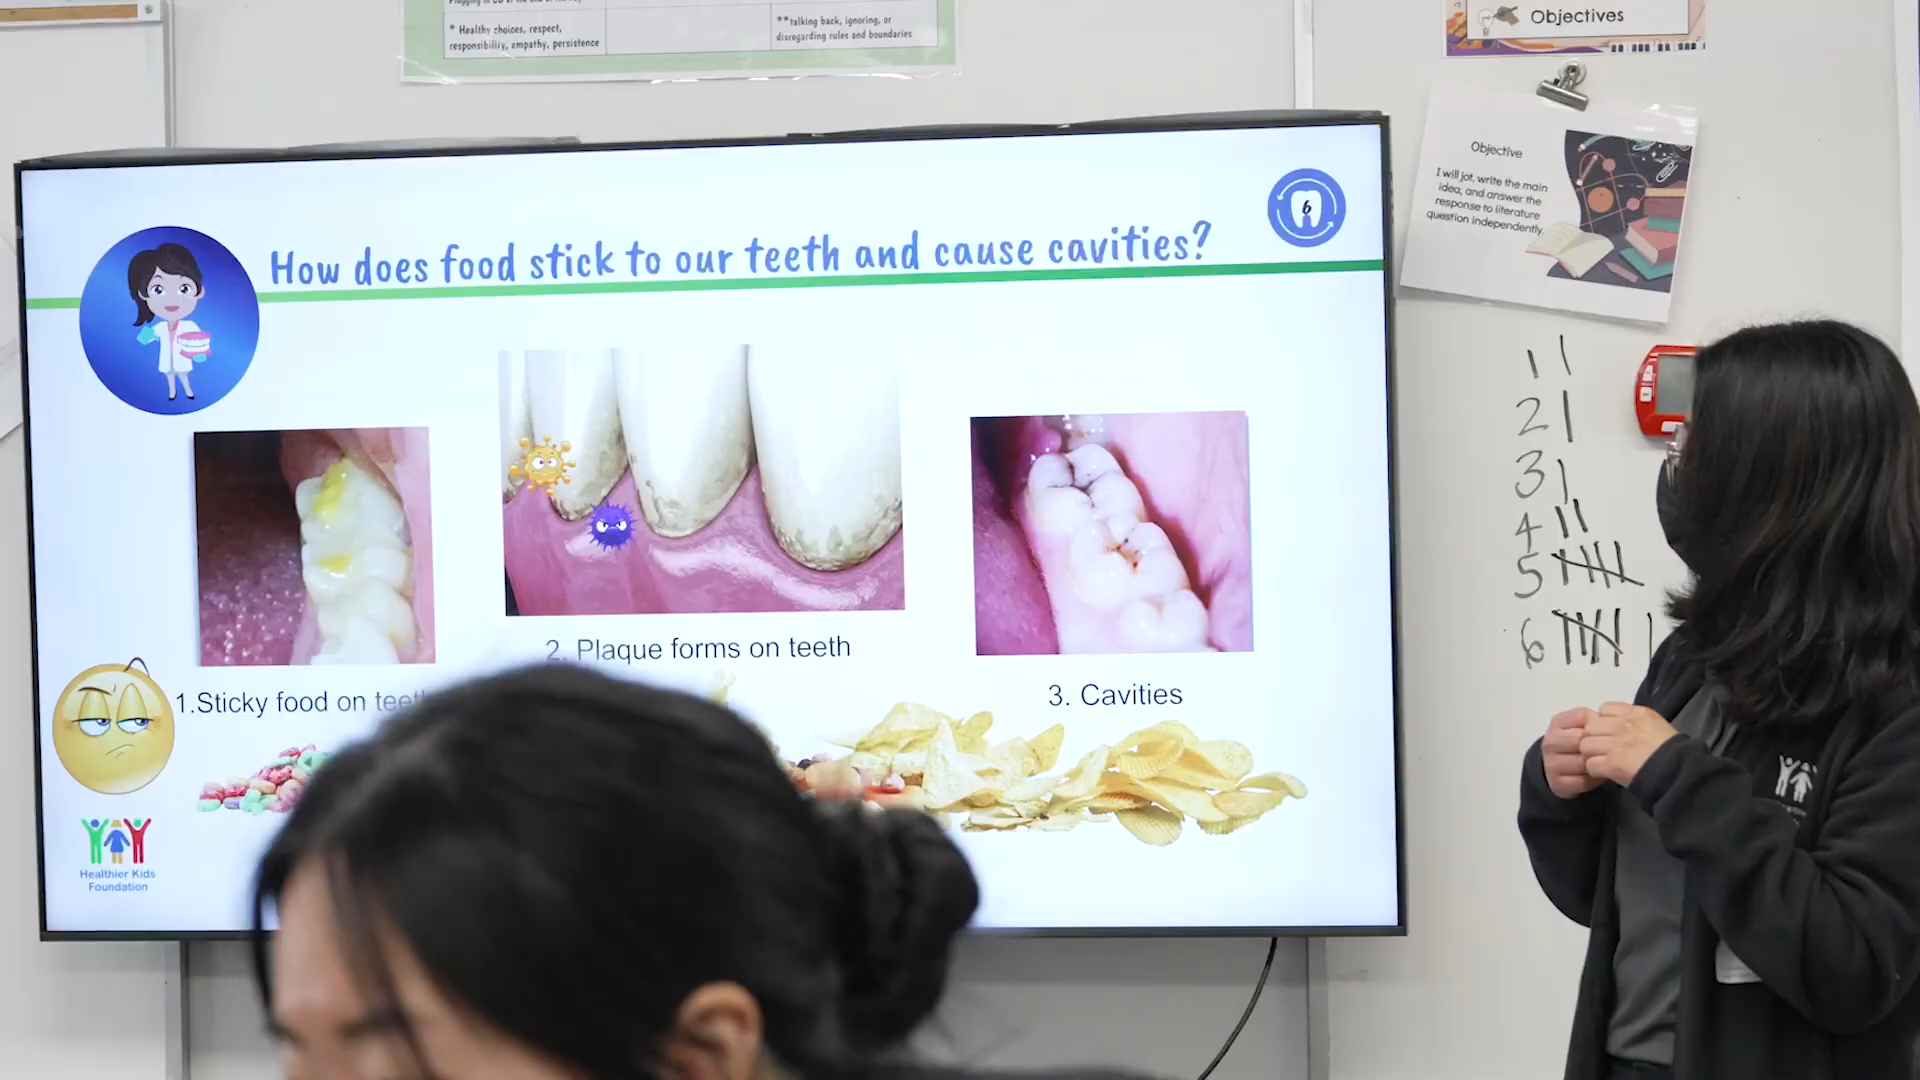 * Healthy choices, respect,
responsibility, empathy, persistence
**talking back, ignoring, or
disregarding rules and boundaries
Objectives
Objective
I will jot, write the main
idea, and answer the
response to literature
question independently.
How does food stick to our teeth and cause cavities?
6
1.Sticky food on
2. Plaque forms on teeth
3. Cavities
Healthier Kids
Foundation
1
2
3
4
5
6